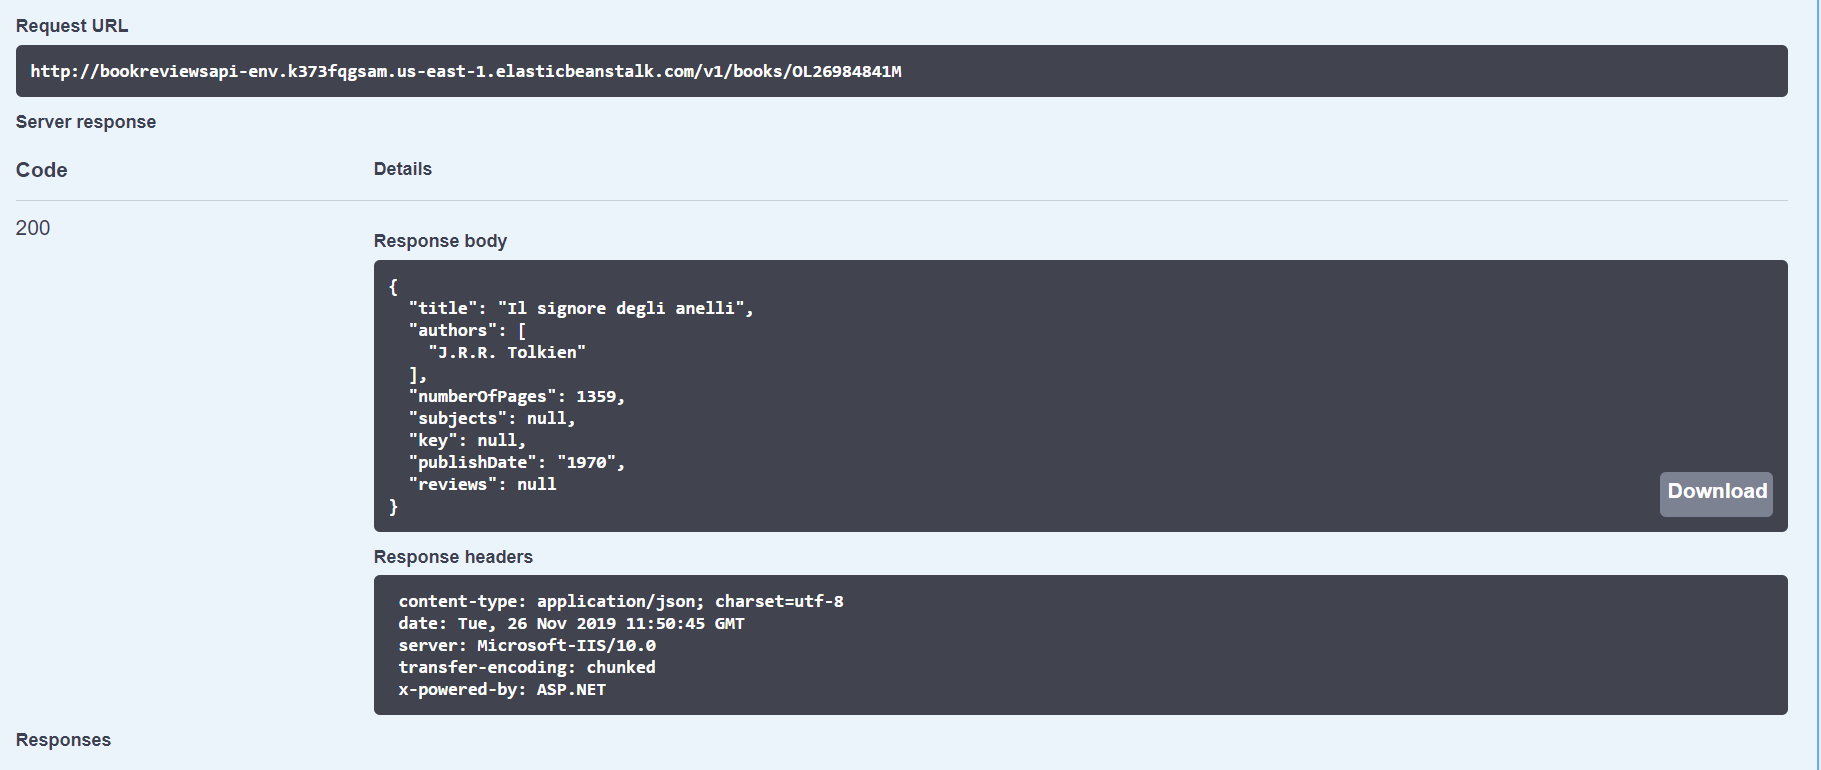 Request URL
http://bookreviewsapi-env.k373fqgsam.us-east-1.elasticbeanstalk.com/v1/books/OL26984841M
Server response
Code Details
200
Response body
{
"title": "Il signore degli anelli",
"authors": [
"J.R.R. Tolkien"
],
"numberOfPages": 1359,
"subjects": null,
"key": null,
"publishDate": "1970",
"reviews": null
}
Download
Response headers
content-type: application/json; charset=utf-8
date: Tue, 26 Nov 2019 11:50:45 GMT
server: Microsoft-IIS/10.0
transfer-encoding: chunked
x-powered-by: ASP.NET
Responses